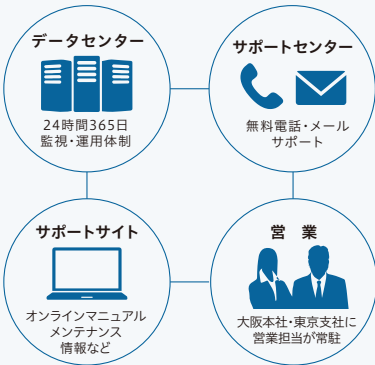 データセンター
24時間365日
監視・運用体制
サポートセンター
無料電話・メール
サポート
サポートサイト
オンラインマニュアル
メンテナンス
情報など
営　業
大阪本社・東京支社に
営業担当が常駐